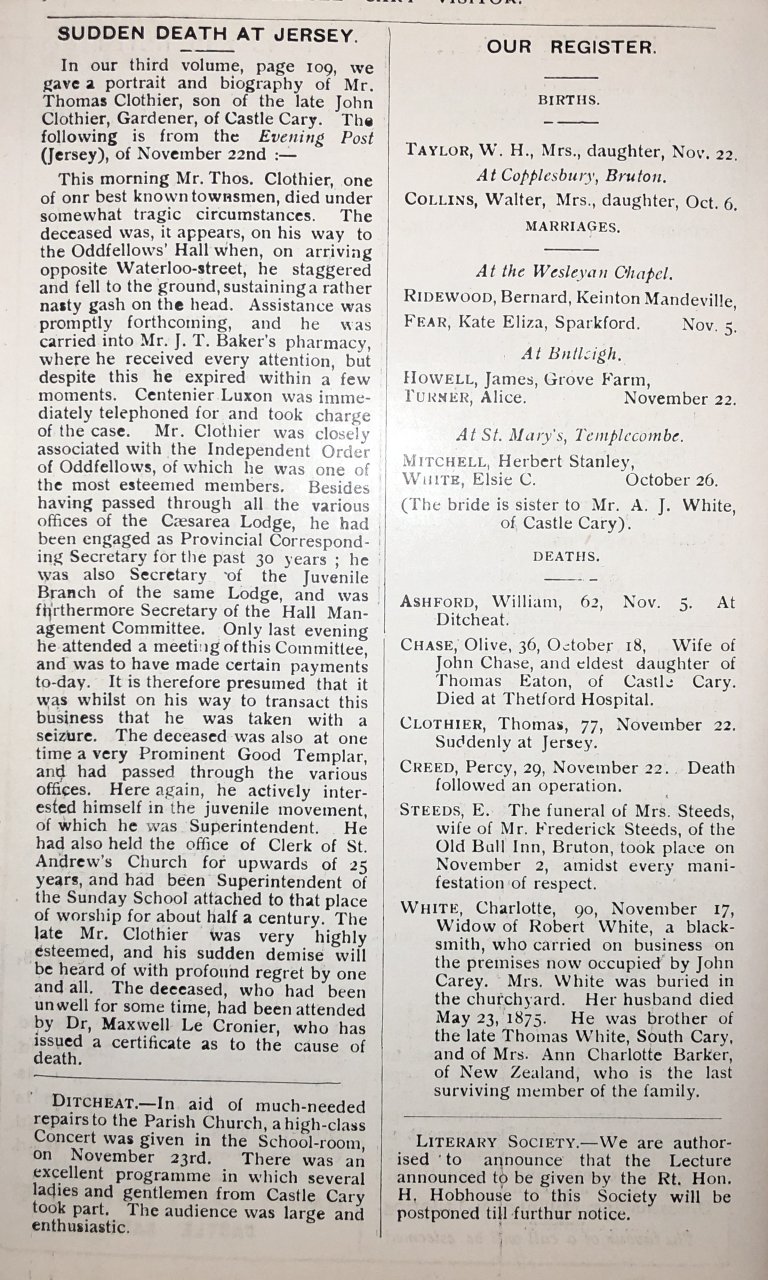 CARY VISITOR.
SUDDEN DEATH AT JERSEY.
In our third volume, page 109, we
gave a portrait and biography of Mr.
Thomas Clothier, son of the late John
Clothier, Gardener, of Castle Cary. The
following is from the Evening Post
(Jersey), of November 22nd :—
This morning Mr. Thos. Clothier, one
of onr best known townsmen, died under
somewhat tragic circumstances. The
deceased was, it appears, on his way to
the Oddfellows' Hall when, on arriving
opposite Waterloo-street, he staggered
and fell to the ground, sustaining a rather
nasty gash on the head. Assistance was
promptly forthcoming, and he was
carried into Mr. J. T. Baker's pharmacy,
where he received every attention, but
despite this he expired within a few
moments. Centenier Luxon was imme-
diately telephoned for and took charge
of the case. Mr. Clothier was closely
associated with the Independent Order
of Oddfellows, of which he was one of
the most esteemed members. Besides
having passed through all the various
offices of the Cæsarea Lodge, he had
been engaged as Provincial Correspond-
ing Secretary for the past 30 years ; he
was also Secretary of the Juvenile
Branch of the same Lodge, and was
furthermore Secretary of the Hall Man-
agement Committee. Only last evening
he attended a meeting of this Committee,
and was to have made certain payments
to-day. It is therefore presumed that it
was whilst on his way to transact this
business that he was taken with a
seizure. The deceased was also at one
time a very Prominent Good Templar,
and had passed through the various
offices. Here again, he actively inter-
ested himself in the juvenile movement,
of which he was Superintendent. He
had also held the office of Clerk of St.
Andrew's Church for upwards of 25
years, and had been Superintendent of
the Sunday School attached to that place
of worship for about half a century. The
late Mr. Clothier was very highly
esteemed, and his sudden demise will
be heard of with profound regret by one
and all. The deceased, who had been
unwell for some time, had been attended
by Dr, Maxwell Le Cronier, who has
issued a certificate as to the cause of
death.
DITCHEAT.—In aid of much-needed
repairs to the Parish Church, a high-class
Concert was given in the School-room,
on November 23rd. There was an
excellent programme in which several
ladies and gentlemen from Castle Cary
took part. The audience was large and
enthusiastic.
OUR REGISTER.
BIRTHS.
TAYLOR, W. H., Mrs., daughter, Nov. 22.
At Copplesbury, Bruton.
COLLINS, Walter, Mrs., daughter, Oct. 6.
MARRIAGES.
At the Wesleyan Chapel.
RIDEWOOD, Bernard, Keinton Mandeville,
FEAR, Kate Eliza, Sparkford. Nov. 5.
At Butleigh.
HOWELL, James, Grove Farm,
TURNER, Alice. November 22.
At St. Mary's, Templecombe.
MITCHELL, Herbert Stanley,
WHITE, Elsie C. October 26.
(The bride is sister to Mr. A. J. White,
of Castle Cary).
DEATHS.
ASHFORD, William, 62, Nov. 5. At
Ditcheat.
CHASE, Olive, 36, October 18, Wife of
John Chase, and eldest daughter of
Thomas Eaton, of Castle Cary.
Died at Thetford Hospital.
CLOTHIER, Thomas, 77, November 22.
Suddenly at Jersey.
CREED, Percy, 29, November 22. Death
followed an operation.
STEEDS, E. The funeral of Mrs. Steeds,
wife of Mr. Frederick Steeds, of the
Old Bull Inn, Bruton, took place on
November 2, amidst every mani-
festation of respect.
WHITE, Charlotte, 90, November 17,
Widow of Robert White, a black-
smith, who carried on business on
the premises now occupied by John
Carey. Mrs. White was buried in
the churchyard. Her husband died
May 23, 1875. He was brother of
the late Thomas White, South Cary,
and of Mrs. Ann Charlotte Barker,
of New Zealand, who is the last
surviving member of the family.
LITERARY SOCIETY.—We are author-
ised to announce that the Lecture
announced to be given by the Rt. Hon.
H. Hobhouse to this Society will be
postponed till furthur notice.